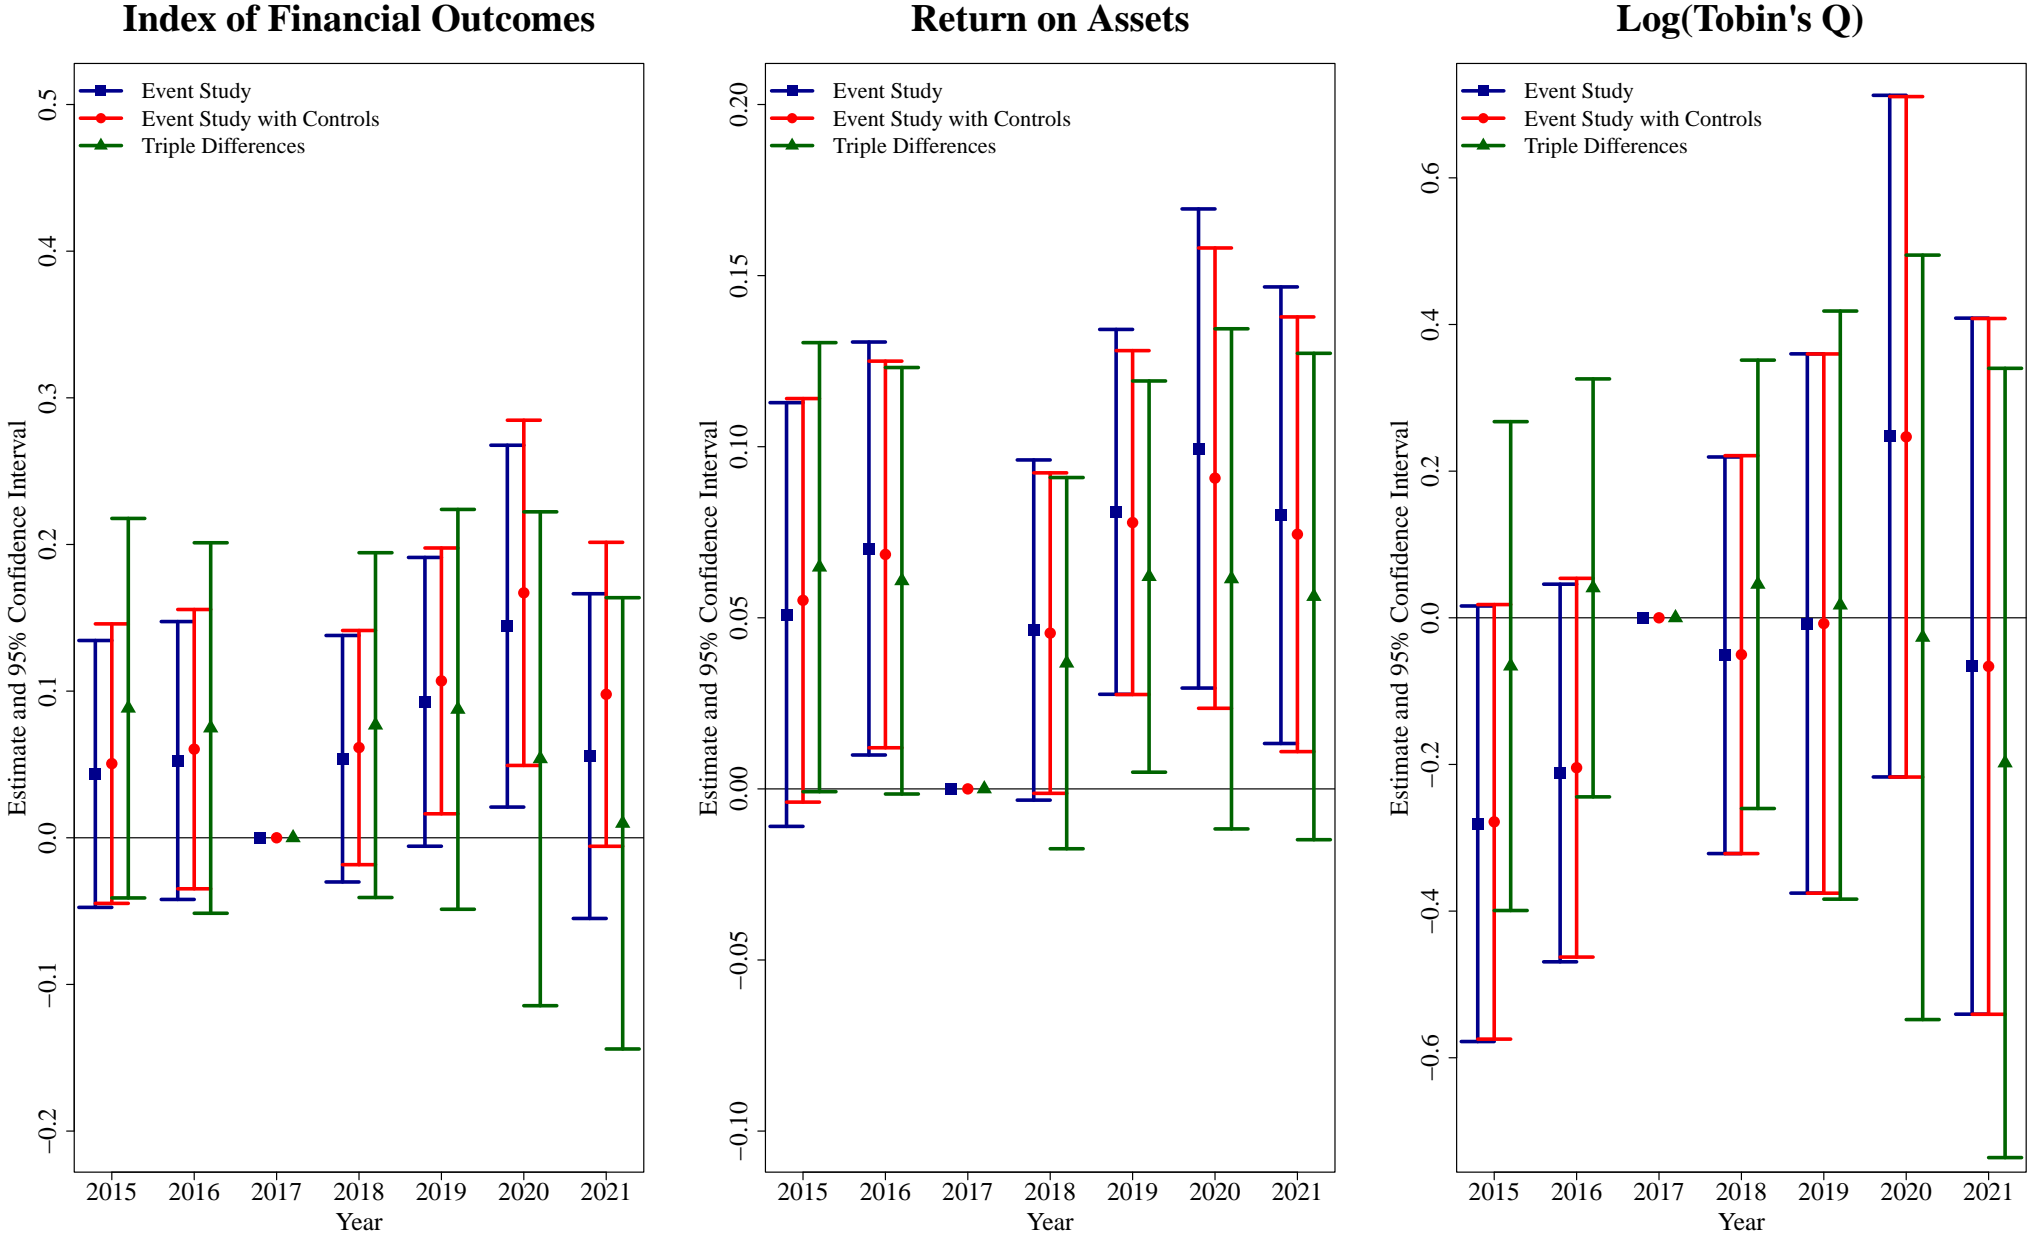 Index of Financial Outcomes
Event Study
Event Study with Controls
Triple Differences
Estimate and 95% Confidence Interval
0.5
0.4
0.3
0.2
0.1
0.0
−0.1
−0.2
2015 2016 2017 2018 2019 2020 2021
Year
Return on Assets
Event Study
Event Study with Controls
Triple Differences
Estimate and 95% Confidence Interval
0.20
0.15
0.10
0.05
0.00
−0.05
−0.10
2015 2016 2017 2018 2019 2020 2021
Year
Log(Tobin's Q)
Event Study
Event Study with Controls
Triple Differences
Estimate and 95% Confidence Interval
0.6
0.4
0.2
0.0
−0.2
−0.4
−0.6
2015 2016 2017 2018 2019 2020 2021
Year